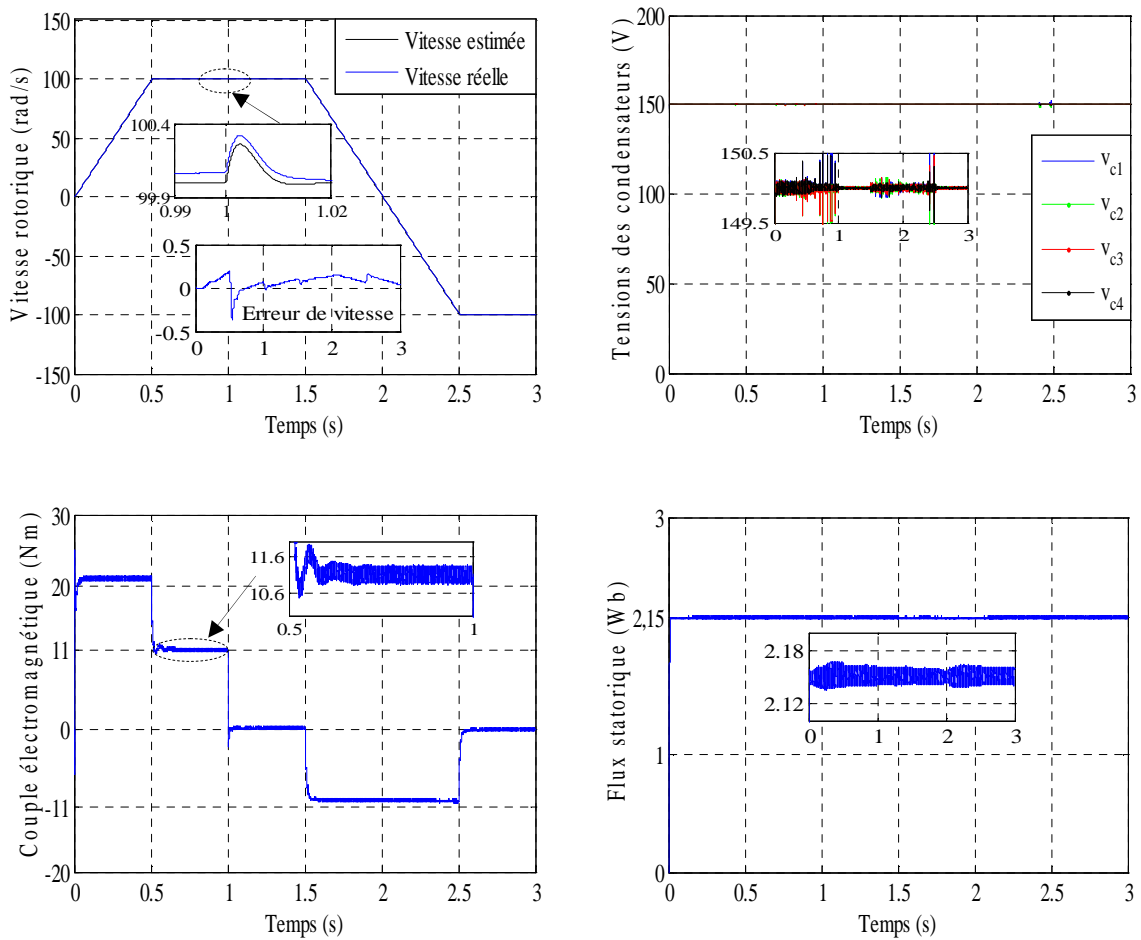 150
100
50
0
-50
-100
-150
Vitesse rotorique (rad/s)
Vitesse estimée
Vitesse réelle
100.4
99.9
0.99
1
1.02
0.5
0
-0.5
Erreur de vitesse
0 1 2 3
0 0.5 1 1.5 2 2.5 3
Temps (s)
200
150
100
50
0
Tensions des condensateurs (V)
150.5
149.5
0 1 2 3
vc1
vc2
vc3
vc4
0 0.5 1 1.5 2 2.5 3
Temps (s)
30
20
11
0
-11
-20
Couple électromagnétique (Nm)
11.6
10.6
0.5 1
0 0.5 1 1.5 2 2.5 3
Temps (s)
3
2,15
1
0
Flux statorique (Wb)
2.18
2.12
0 1 2 3
0 0.5 1 1.5 2 2.5 3
Temps (s)